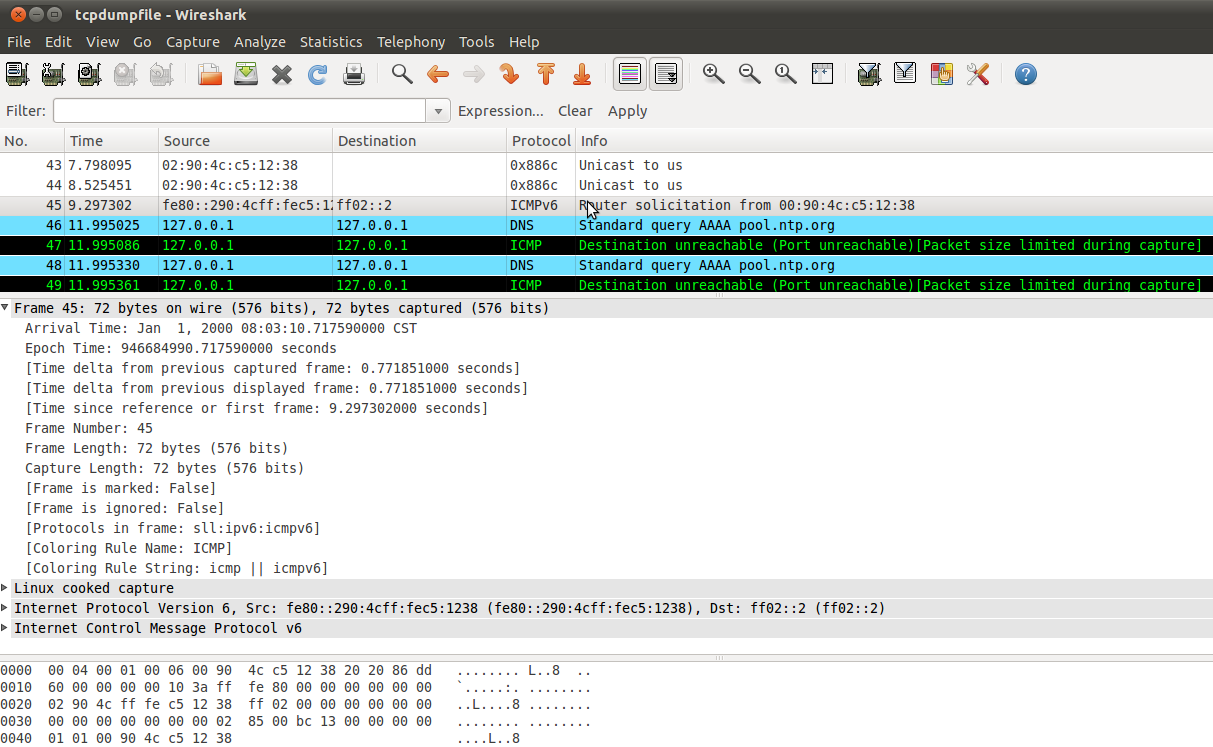 tcpdumpfile - Wireshark
File Edit View Go Capture Analyze Statistics Telephony Tools Help
Filter: Expression... Clear Apply
No. Time Source Destination Protocol Info
43 7.798095 02:90:4c:c5:12:38 0x886c Unicast to us
44 8.525451 02:90:4c:c5:12:38 0x886c Unicast to us
45 9.297302 fe80::290:4cff:fec5:12 ff02::2 ICMPv6 Router solicitation from 00:90:4c:c5:12:38
46 11.995025 127.0.0.1 127.0.0.1 DNS Standard query AAAA pool.ntp.org
47 11.995086 127.0.0.1 127.0.0.1 ICMP Destination unreachable (Port unreachable)[Packet size limited during capture]
48 11.995330 127.0.0.1 127.0.0.1 DNS Standard query AAAA pool.ntp.org
49 11.995361 127.0.0.1 127.0.0.1 ICMP Destination unreachable (Port unreachable)[Packet size limited during capture]
Frame 45: 72 bytes on wire (576 bits), 72 bytes captured (576 bits)
Arrival Time: Jan  1, 2000 08:03:10.717590000 CST
Epoch Time: 946684990.717590000 seconds
[Time delta from previous captured frame: 0.771851000 seconds]
[Time delta from previous displayed frame: 0.771851000 seconds]
[Time since reference or first frame: 9.297302000 seconds]
Frame Number: 45
Frame Length: 72 bytes (576 bits)
Capture Length: 72 bytes (576 bits)
[Frame is marked: False]
[Frame is ignored: False]
[Protocols in frame: sll:ipv6:icmpv6]
[Coloring Rule Name: ICMP]
[Coloring Rule String: icmp || icmpv6]
Linux cooked capture
Internet Protocol Version 6, Src: fe80::290:4cff:fec5:1238 (fe80::290:4cff:fec5:1238), Dst: ff02::2 (ff02::2)
Internet Control Message Protocol v6
0000  00 04 00 01 00 06 00 90  4c c5 12 38 20 20 86 dd   ........ L..8  ..
0010  60 00 00 00 00 10 3a ff  fe 80 00 00 00 00 00 00   `.....:. ........
0020  02 90 4c ff fe c5 12 38  ff 02 00 00 00 00 00 00   ..L....8 ........
0030  00 00 00 00 00 00 00 02  85 00 bc 13 00 00 00 00   ........ ........
0040  01 01 00 90 4c c5 12 38                            ....L..8